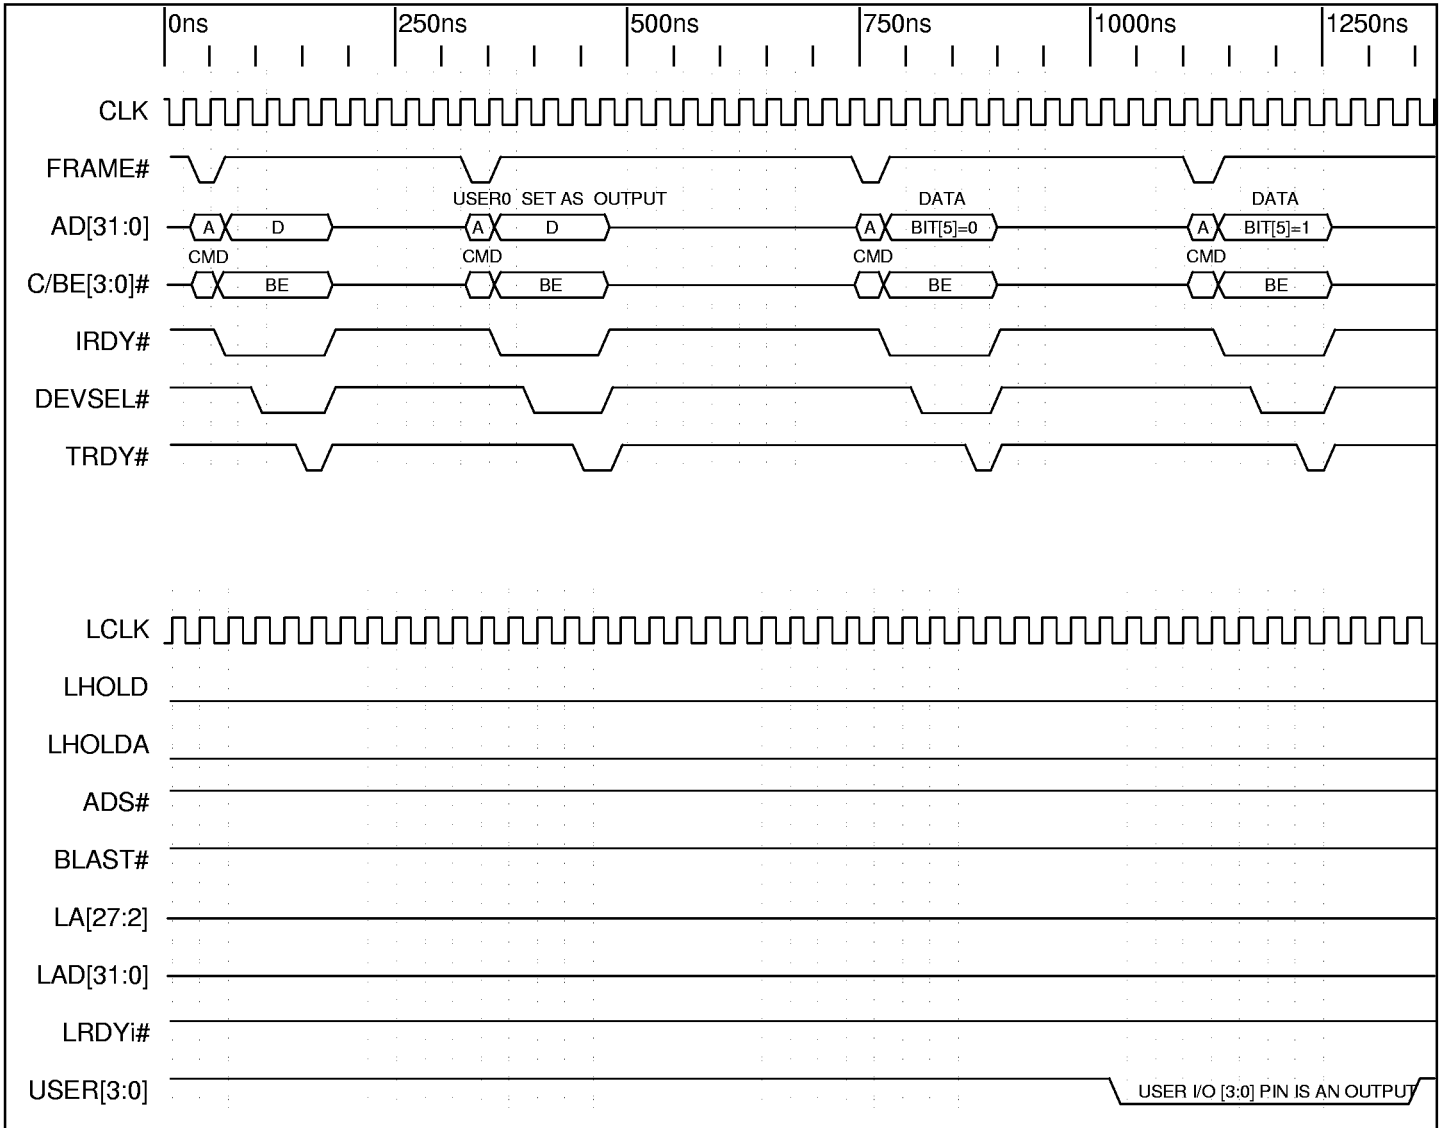 0ns 250ns 500ns 750ns 1000ns 1250ns
CLK
FRAME#
USER0 SET AS OUTPUT DATA DATA
AD[31:0] A D A D A BIT[5]=0 A BIT[5]=1
CMD CMD CMD CMD
C/BE[3:0]# BE BE BE BE
IRDY#
DEVSEL#
TRDY#
LCLK
LHOLD
LHOLDA
ADS#
BLAST#
LA[27:2]
LAD[31:0]
LRDYi#
USER[3:0] USER I/O [3:0] PIN IS AN OUTPUT